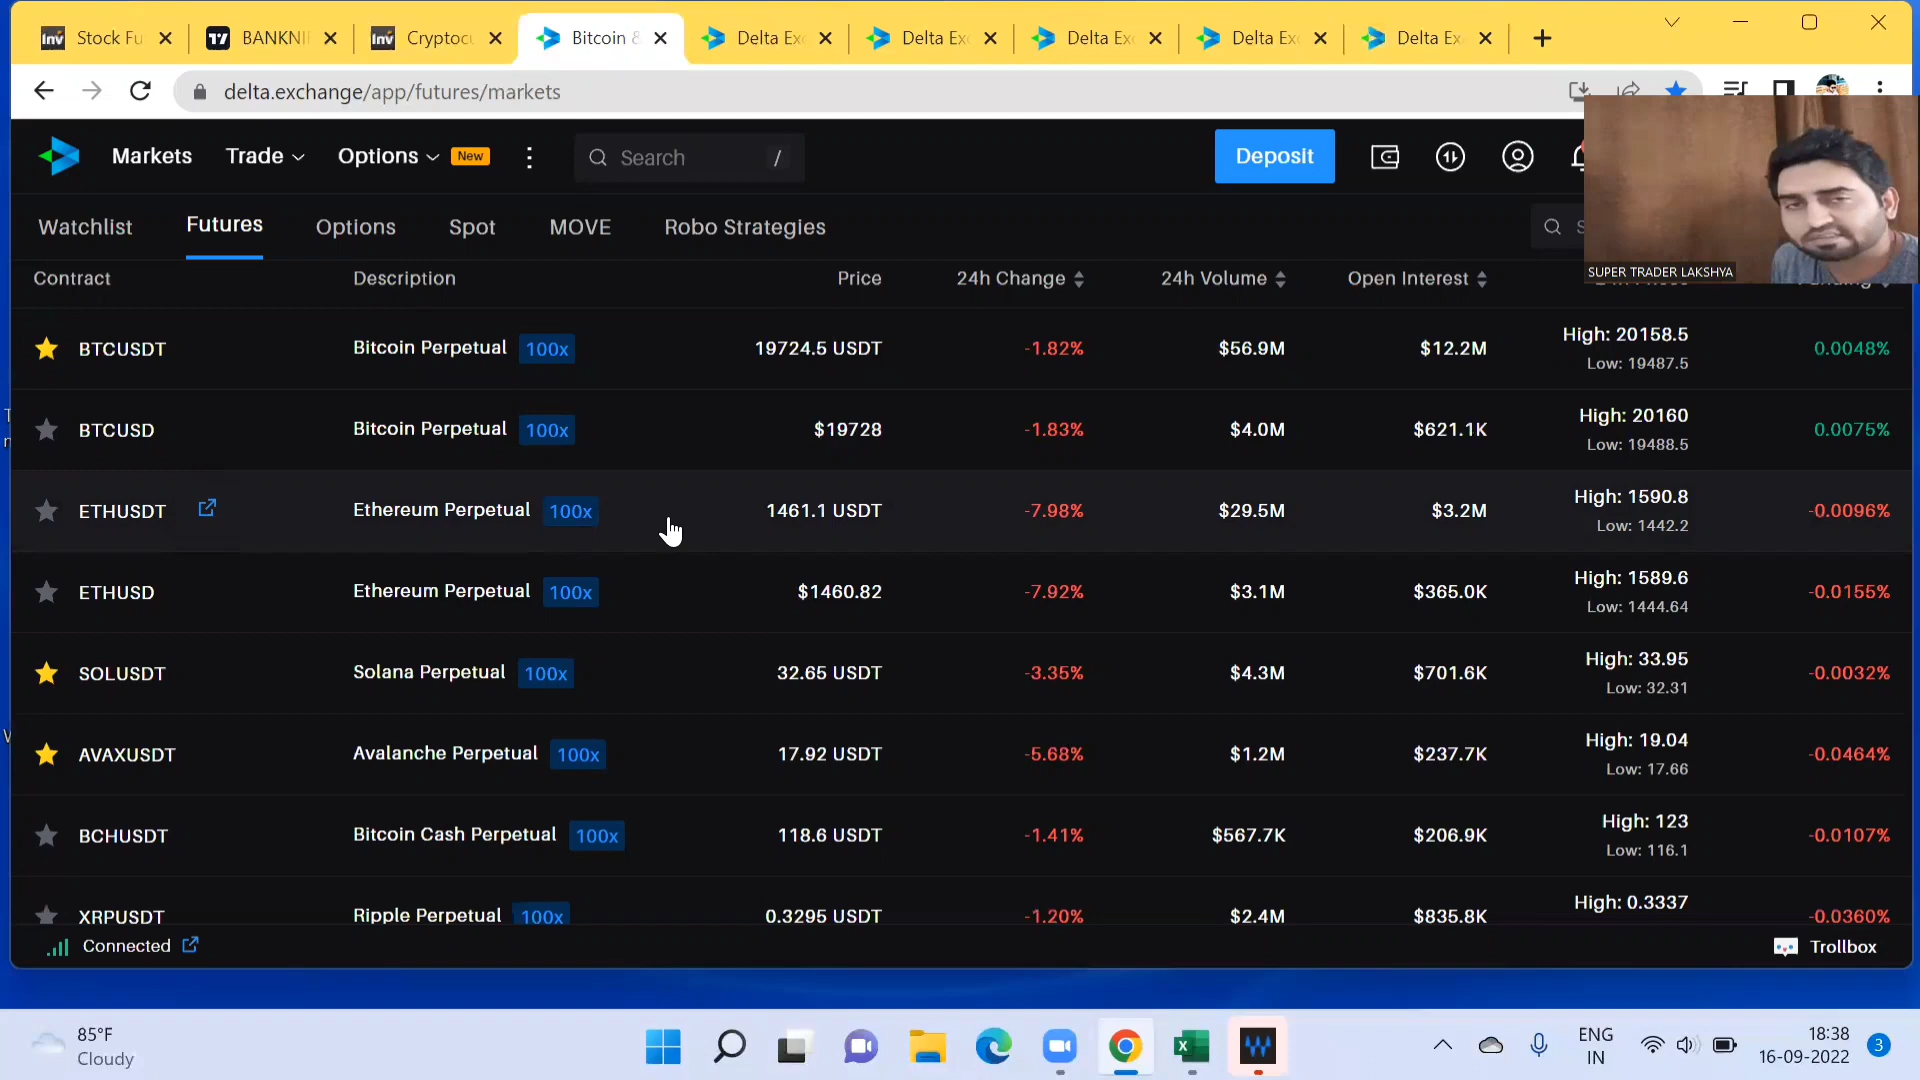 Stock Fu
BANKNI
Cryptocu
Bitcoin &
Delta Ex
Delta Ex
Delta Ex
Delta Ex
Delta Ex
delta.exchange/app/futures/markets
Markets
Trade
Options
New
Search
/
Deposit
Watchlist
Futures
Options
Spot
MOVE
Robo Strategies
SUPER TRADER LAKSHYA
Contract Description Price 24h Change 24h Volume Open Interest
BTCUSDT Bitcoin Perpetual 100x 19724.5 USDT -1.82% $56.9M $12.2M High: 20158.5 0.0048%
Low: 19487.5
BTCUSD Bitcoin Perpetual 100x $19728 -1.83% $4.0M $621.1K High: 20160 0.0075%
Low: 19488.5
ETHUSDT Ethereum Perpetual 100x 1461.1 USDT -7.98% $29.5M $3.2M High: 1590.8 -0.0096%
Low: 1442.2
ETHUSD Ethereum Perpetual 100x $1460.82 -7.92% $3.1M $365.0K High: 1589.6 -0.0155%
Low: 1444.64
SOLUSDT Solana Perpetual 100x 32.65 USDT -3.35% $4.3M $701.6K High: 33.95 -0.0032%
Low: 32.31
AVAXUSDT Avalanche Perpetual 100x 17.92 USDT -5.68% $1.2M $237.7K High: 19.04 -0.0464%
Low: 17.66
BCHUSDT Bitcoin Cash Perpetual 100x 118.6 USDT -1.41% $567.7K $206.9K High: 123 -0.0107%
Low: 116.1
XRPUSDT Ripple Perpetual 100x 0.3295 USDT -1.20% $2.4M $835.8K High: 0.3337 -0.0360%
Connected
Trollbox
85°F
Cloudy
ENG
IN
18:38
16-09-2022
3